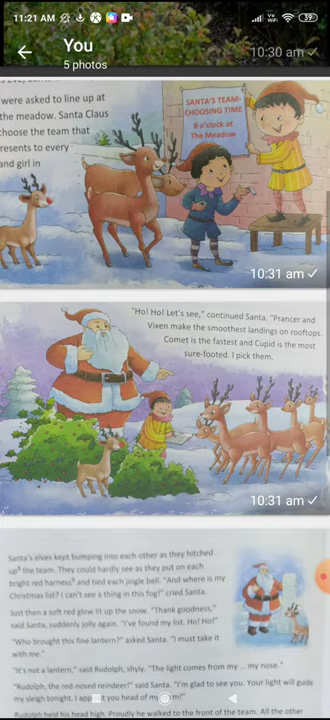 11:21 AM
39
You
5 photos
10:30 am
were asked to line up at
the meadow. Santa Claus
choose the team that
resents to every
and girl in
SANTA'S TEAM-
CHOOSING TIME
8 o'clock at
The Meadow
10:31 am
"Ho! Ho! Let's see," continued Santa. "Prancer and
Vixen make the smoothest landings on rooftops.
Comet is the fastest and Cupid is the most
sure-footed. I pick them.
10:31 am
Santa's elves kept bumping into each other as they hitched
up the team. They could hardly see as they put on each
bright red harness and tied each jingle bell. "And where is my
Christmas list? I can't see a thing in this fog!" cried Santa.
Just then a soft red glow lit up the snow. "Thank goodness,"
said Santa, suddenly jolly again. "I've found my list. Ho! Ho!"
"Who brought this fine lantern?" asked Santa. "I must take it
with me."
"It's not a lantern," said Rudolph, shyly. "The light comes from my ... my nose."
"Rudolph, the red-nosed reindeer!" said Santa. "I'm glad to see you. Your light will guide
my sleigh tonight. I you head of my
Rudolph held his head high. Proudly he walked to the front of the team. All the other